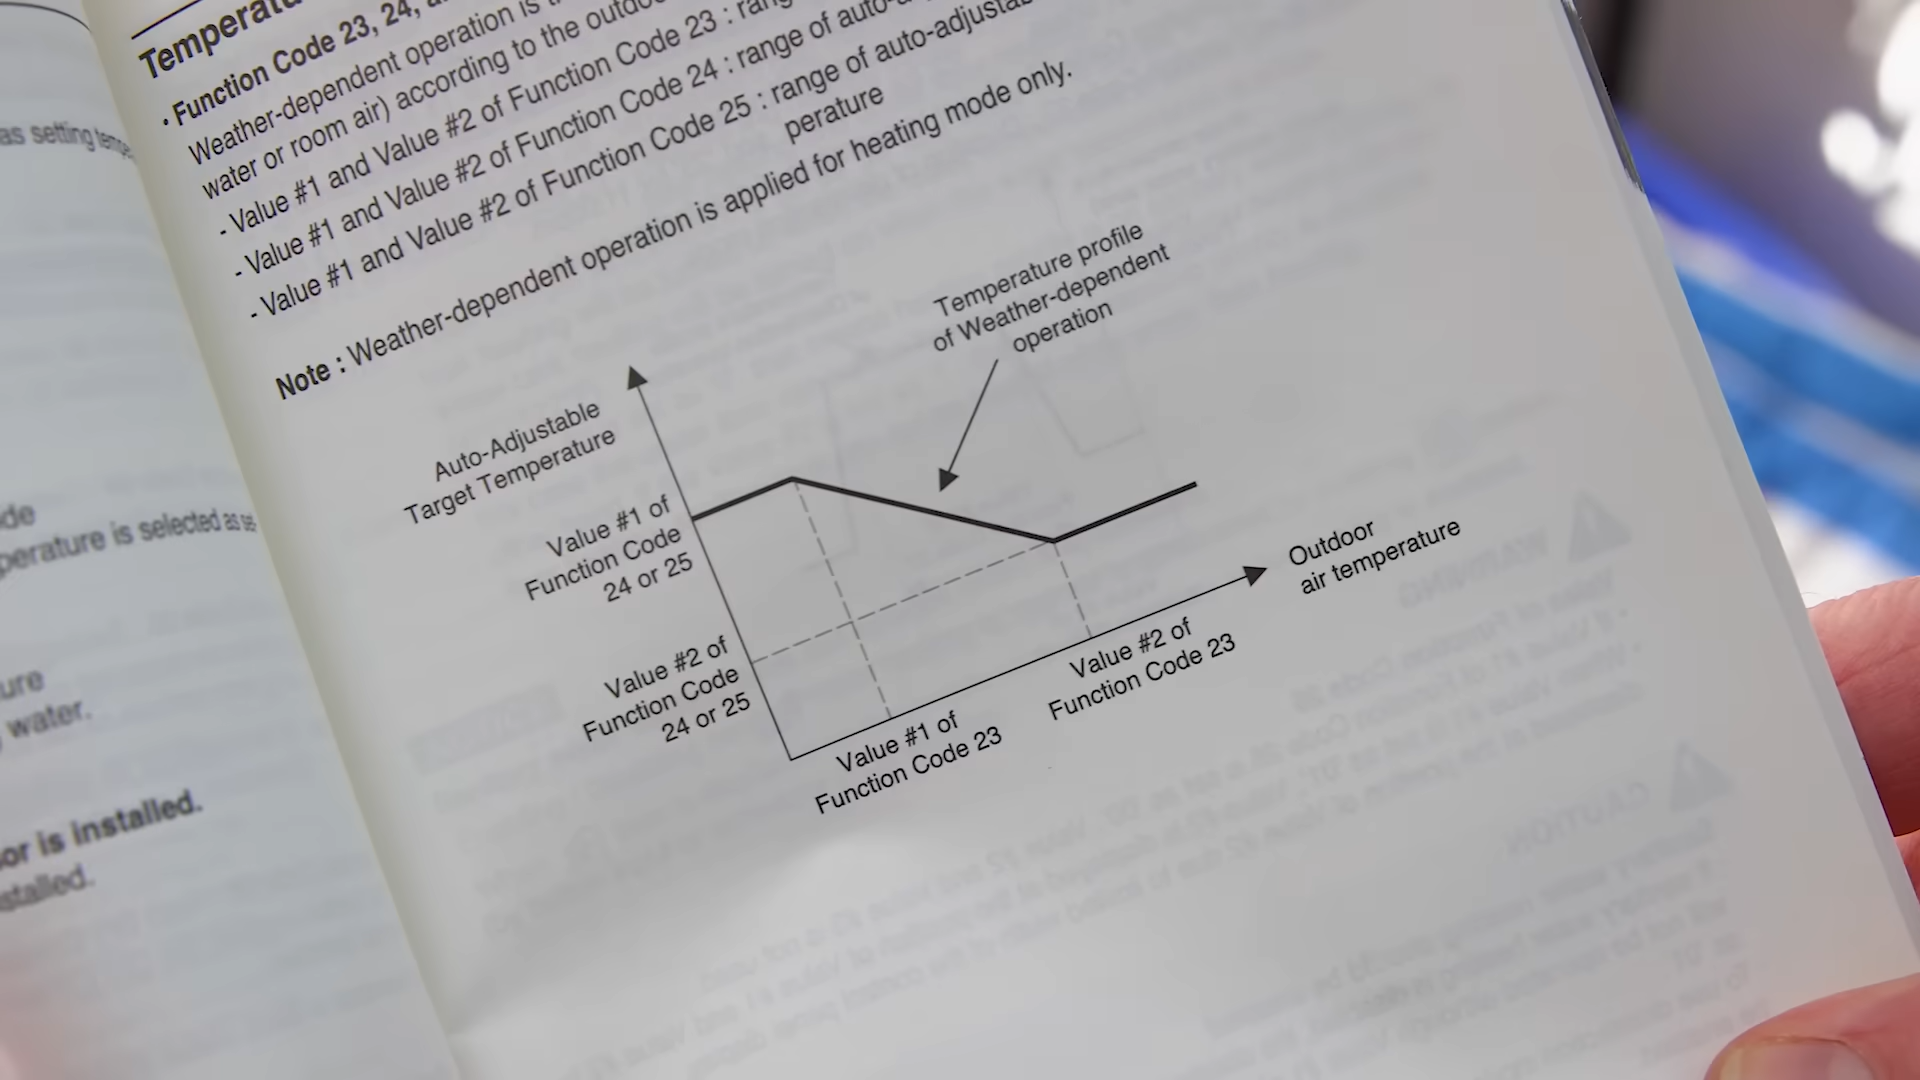 Temperatu
• Function Code 23, 24,
Weather-dependent operation is
water or room air) according to the outdoo
- Value #1 and Value #2 of Function Code 23 : rang
- Value #1 and Value #2 of Function Code 24 : range of auto-a
- Value #1 and Value #2 of Function Code 25 : range of auto-adjustab
perature
Note : Weather-dependent operation is applied for heating mode only.
Temperature profile
of Weather-dependent
operation
Auto-Adjustable
Target Temperature
Value #1 of
Function Code
24 or 25
Value #2 of
Function Code
24 or 25
Outdoor
air temperature
Value #2 of
Function Code 23
Value #1 of
Function Code 23
as setting tempe
de
perature is selected as se
ure
water.
or is installed.
stalled.